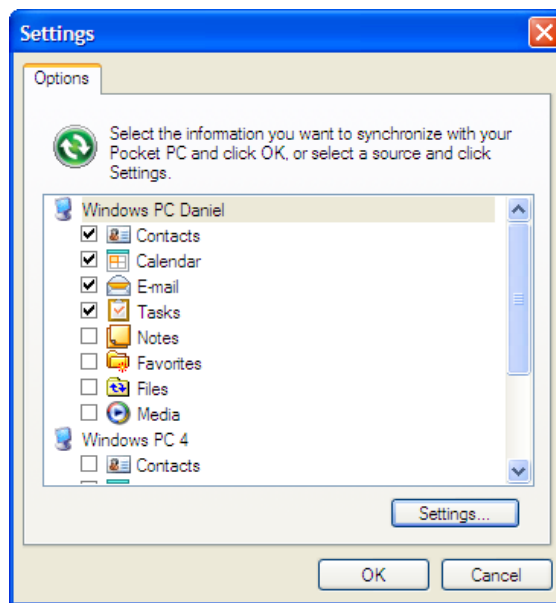 Settings
Options
Select the information you want to synchronize with your
Pocket PC and click OK, or select a source and click
Settings.
Windows PC Daniel
Contacts
Calendar
E-mail
Tasks
Notes
Favorites
Files
Media
Windows PC 4
Contacts
Settings...
OK
Cancel